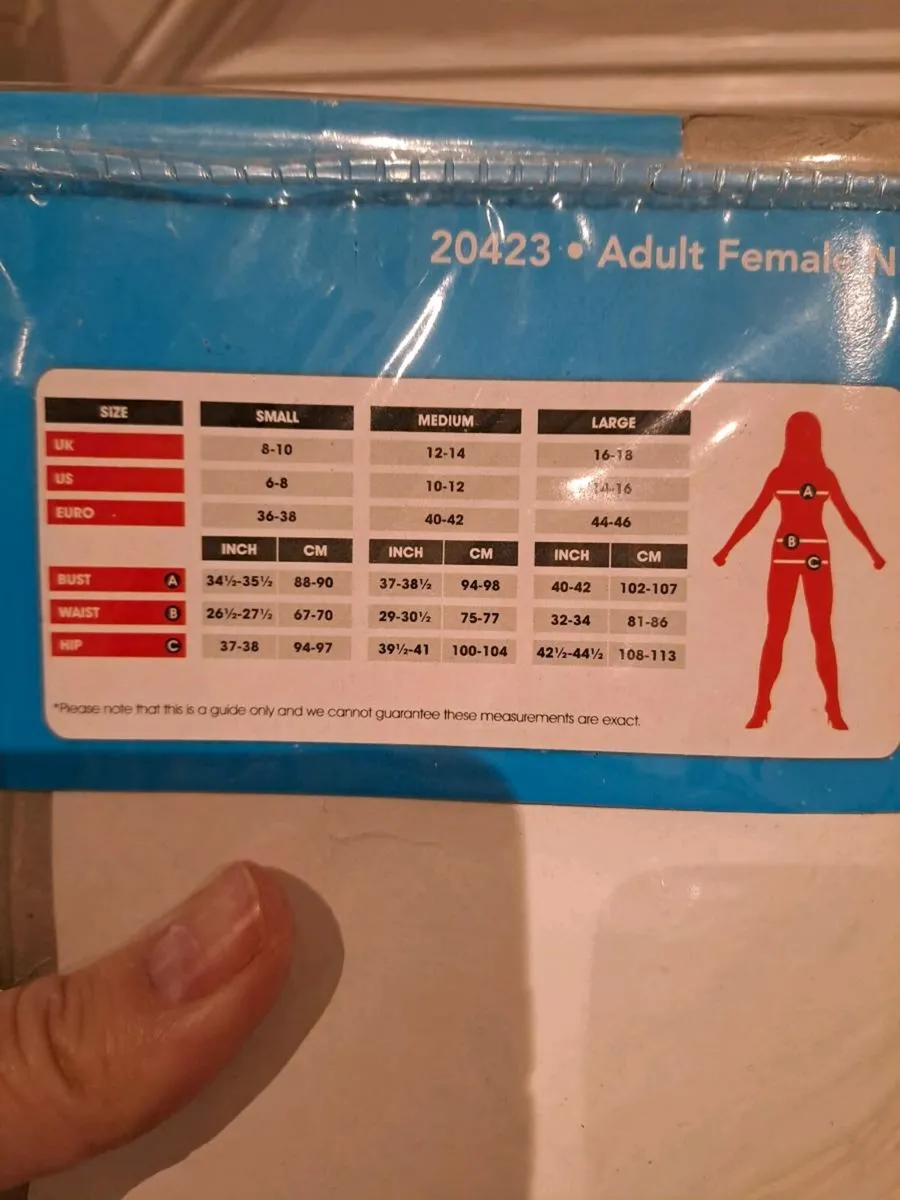 20423 • Adult Female N
SIZE SMALL MEDIUM LARGE
UK 8-10 12-14 16-18
US 6-8 10-12 14-16
EURO 36-38 40-42 44-46
INCH CM INCH CM INCH CM
BUST A 34½-35½ 88-90 37-38½ 94-98 40-42 102-107
WAIST B 26½-27½ 67-70 29-30½ 75-77 32-34 81-86
HIP C 37-38 94-97 39½-41 100-104 42½-44½ 108-113
*Please note that this is a guide only and we cannot guarantee these measurements are exact.
A
B
C